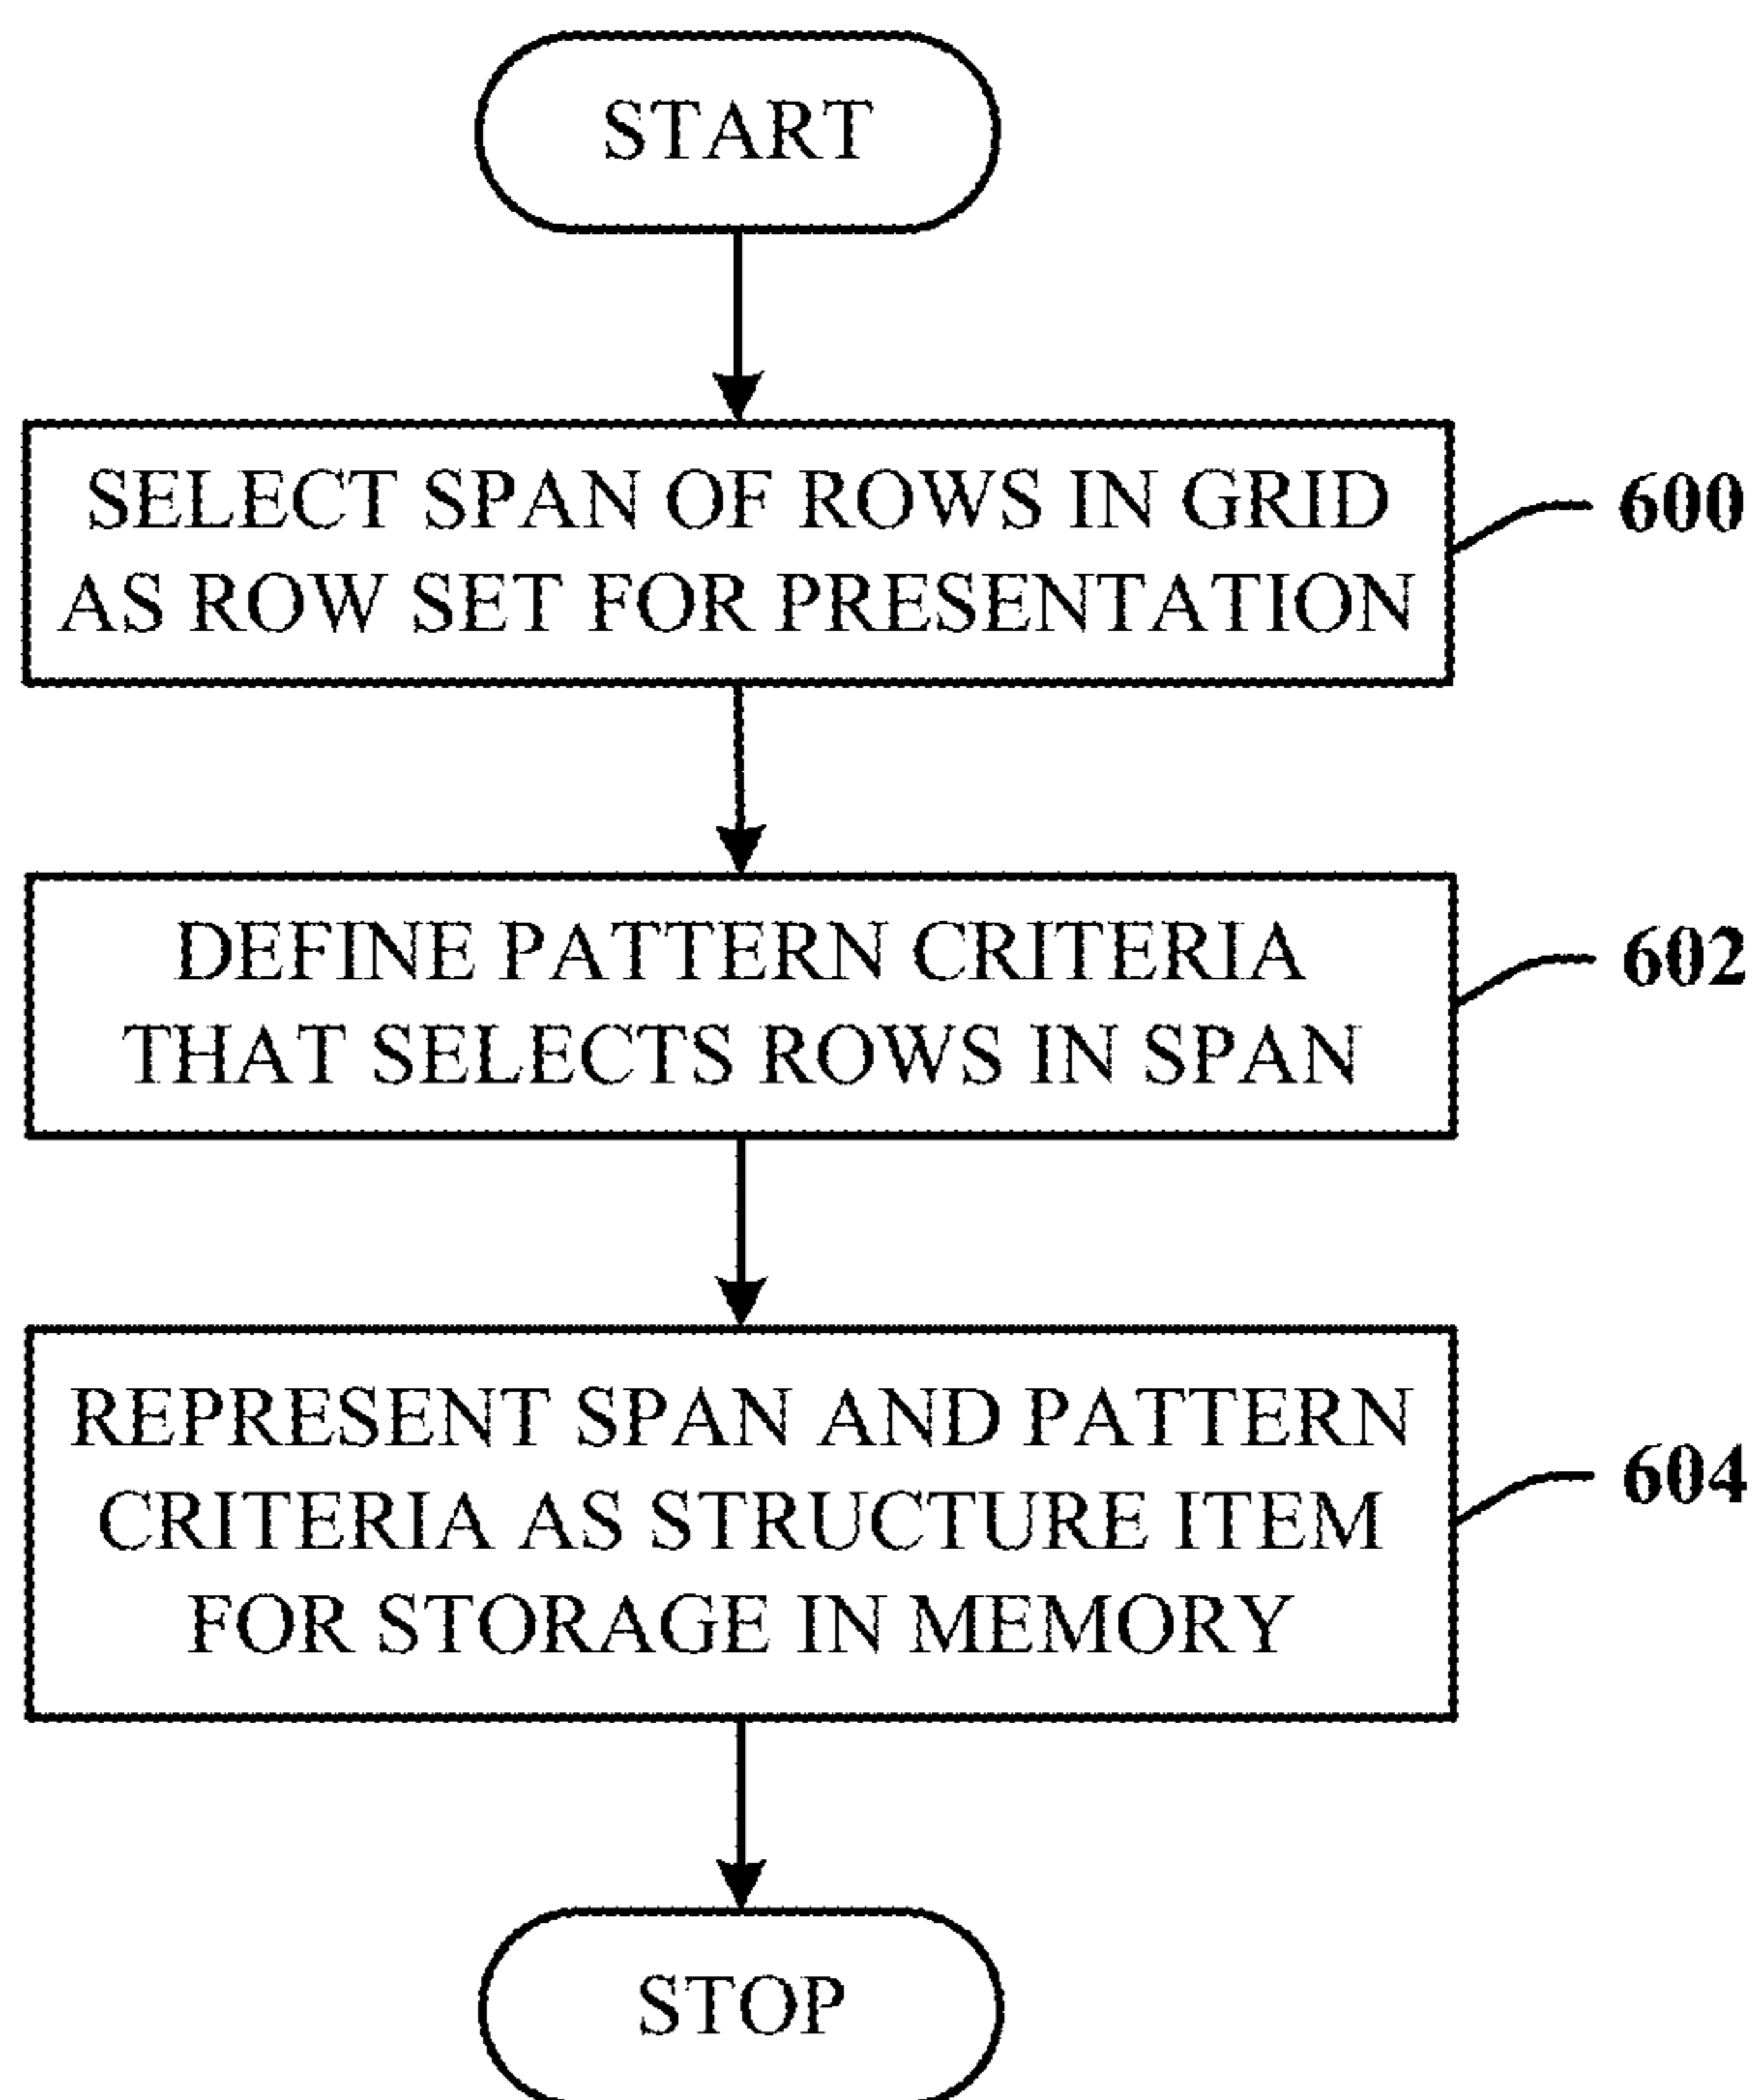 START
SELECT SPAN OF ROWS IN GRID
AS ROW SET FOR PRESENTATION
600
DEFINE PATTERN CRITERIA
THAT SELECTS ROWS IN SPAN
602
REPRESENT SPAN AND PATTERN
CRITERIA AS STRUCTURE ITEM
FOR STORAGE IN MEMORY
604
STOP